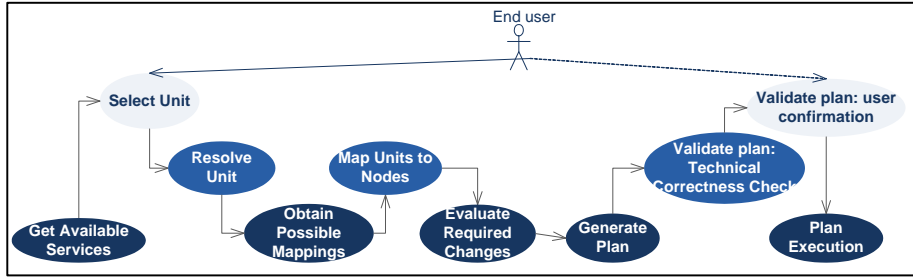 End user
Select Unit
Validate plan: user
confirmation
Resolve
Unit
Map Units to
Nodes
Validate plan:
Technical
Correctness Check
Get Available
Services
Obtain
Possible
Mappings
Evaluate
Required
Changes
Generate
Plan
Plan
Execution